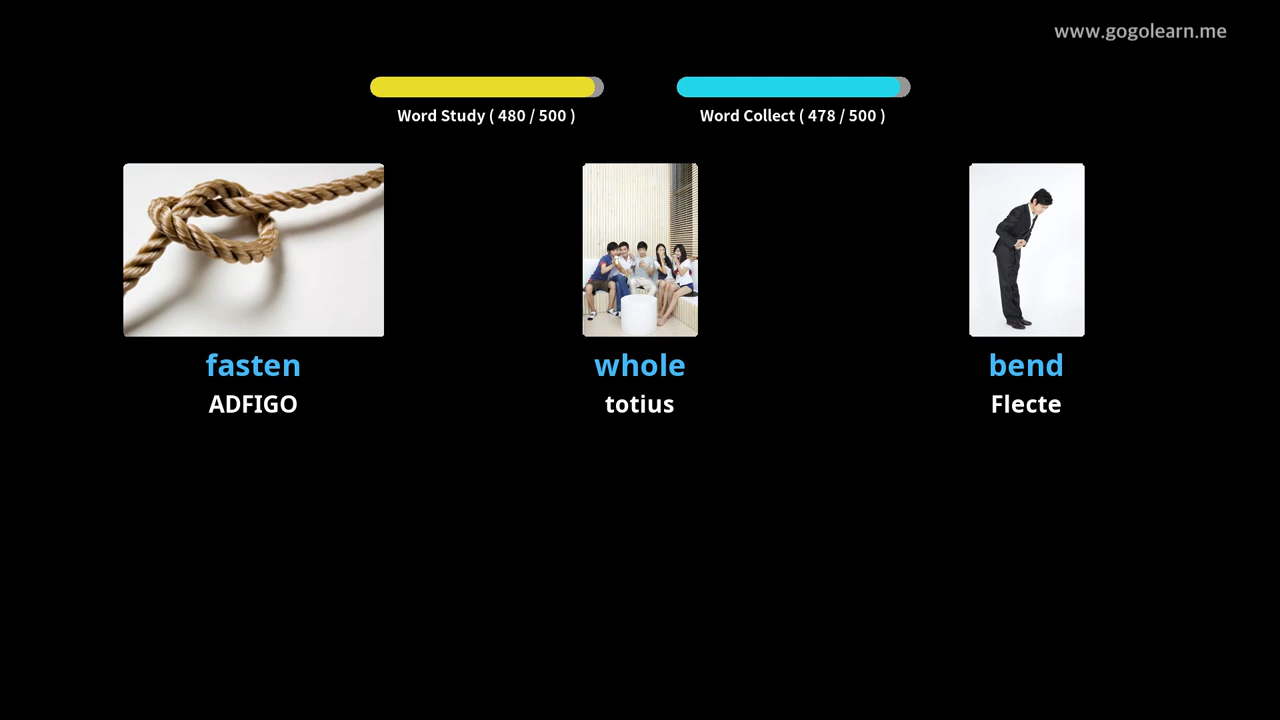 www.gogolearn.me
Word Study ( 480 / 500 )
Word Collect ( 478 / 500 )
fasten
whole
bend
ADFIGO
totius
Flecte